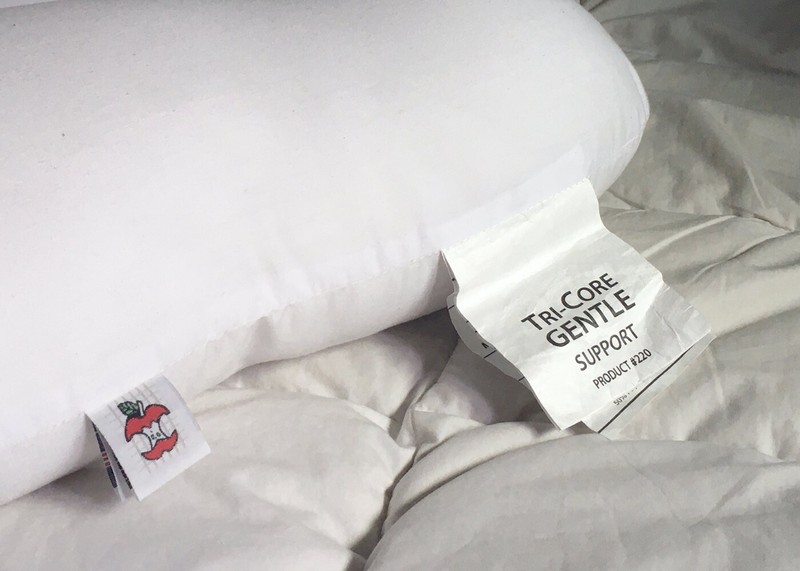 TRI-CORE
GENTLE
SUPPORT
PRODUCT #220